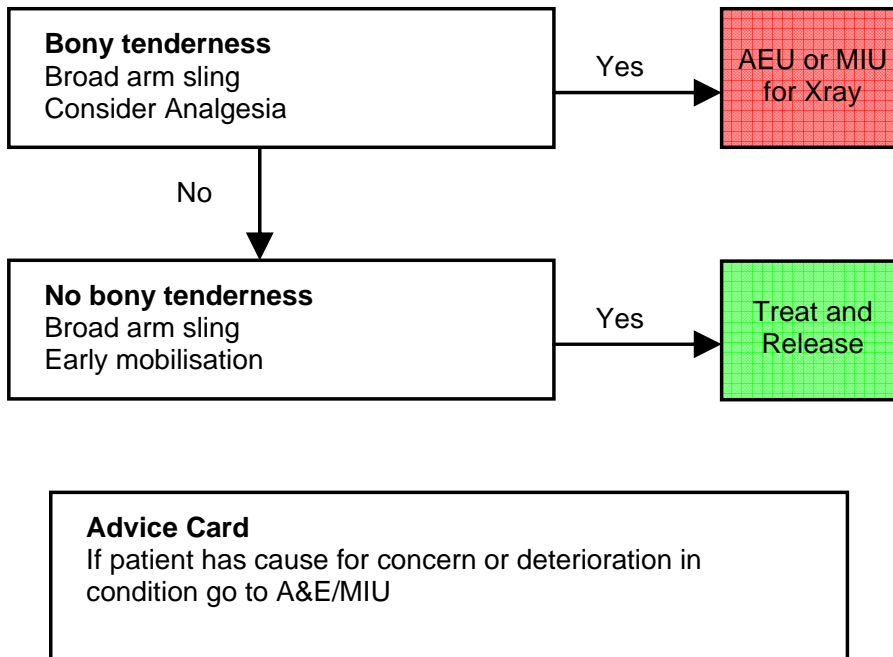 Bony tenderness
Broad arm sling
Consider Analgesia
Yes
AEU or MIU
for Xray
No
No bony tenderness
Broad arm sling
Early mobilisation
Yes
Treat and
Release
Advice Card
If patient has cause for concern or deterioration in
condition go to A&E/MIU